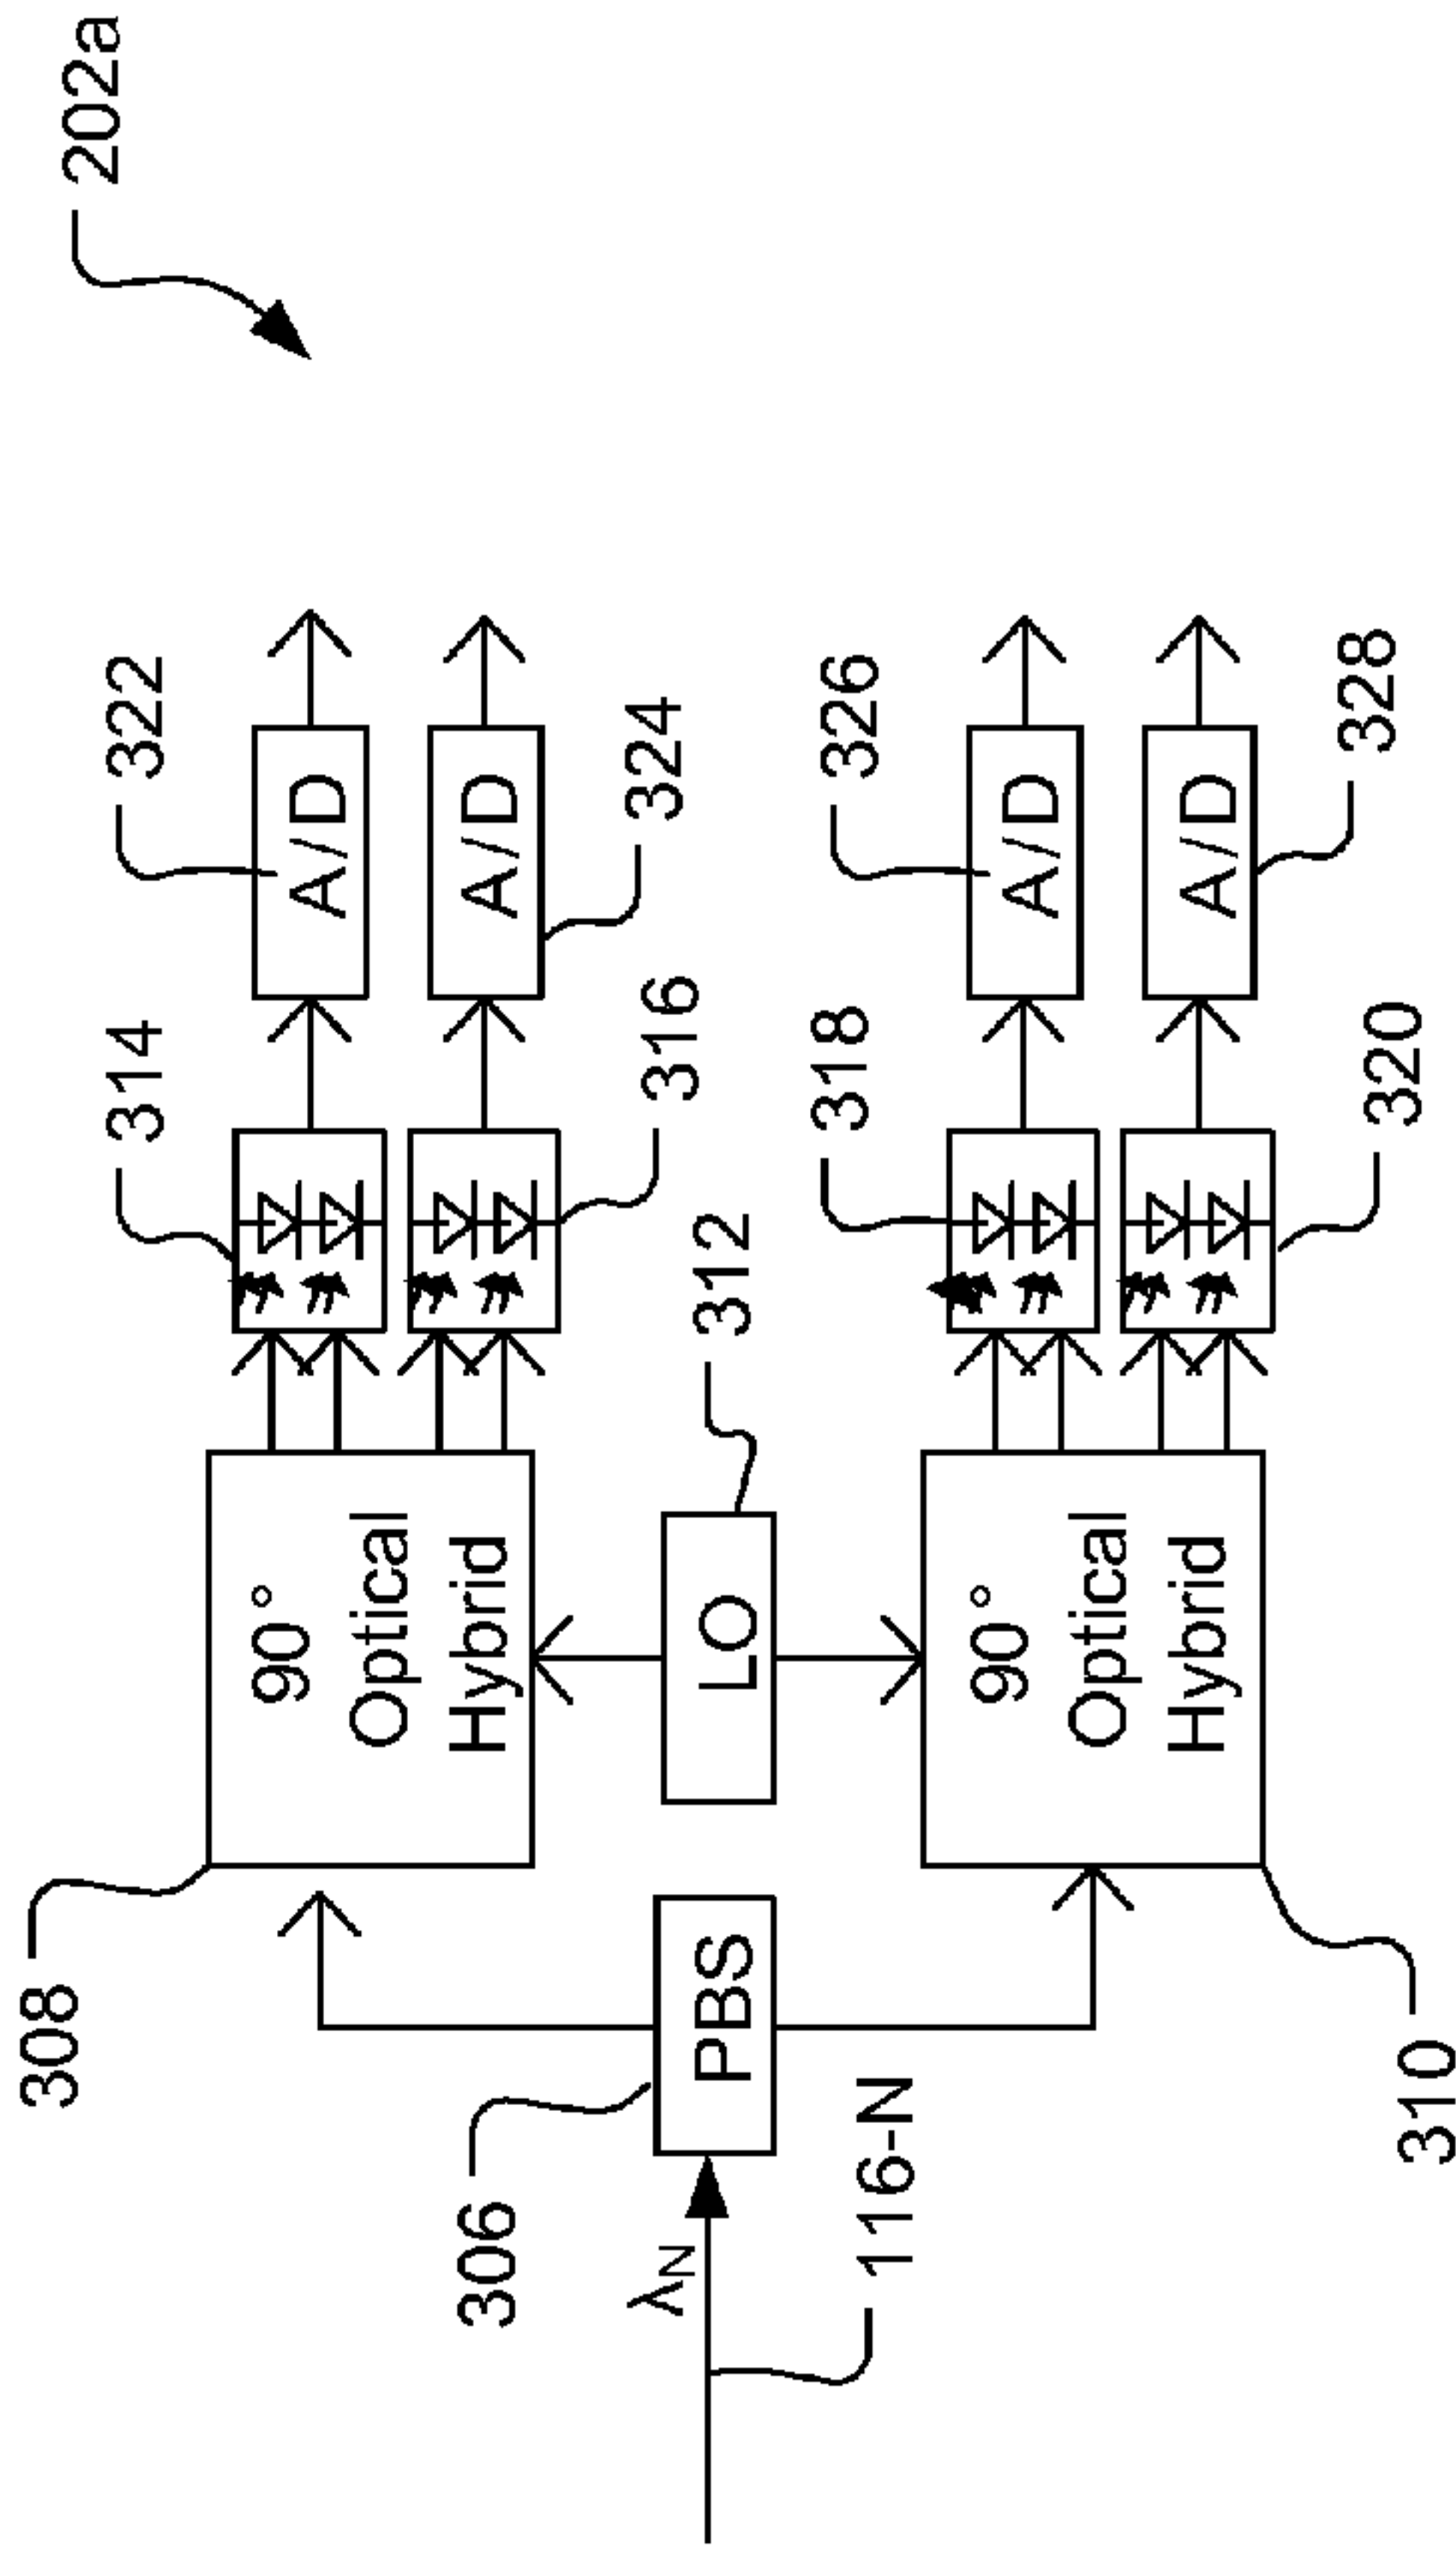 202a
308
90°
Optical
Hybrid
314
322
A/D
316
324
A/D
306
PBS
λN
116-N
LO
312
310
90°
Optical
Hybrid
318
326
A/D
320
328
A/D